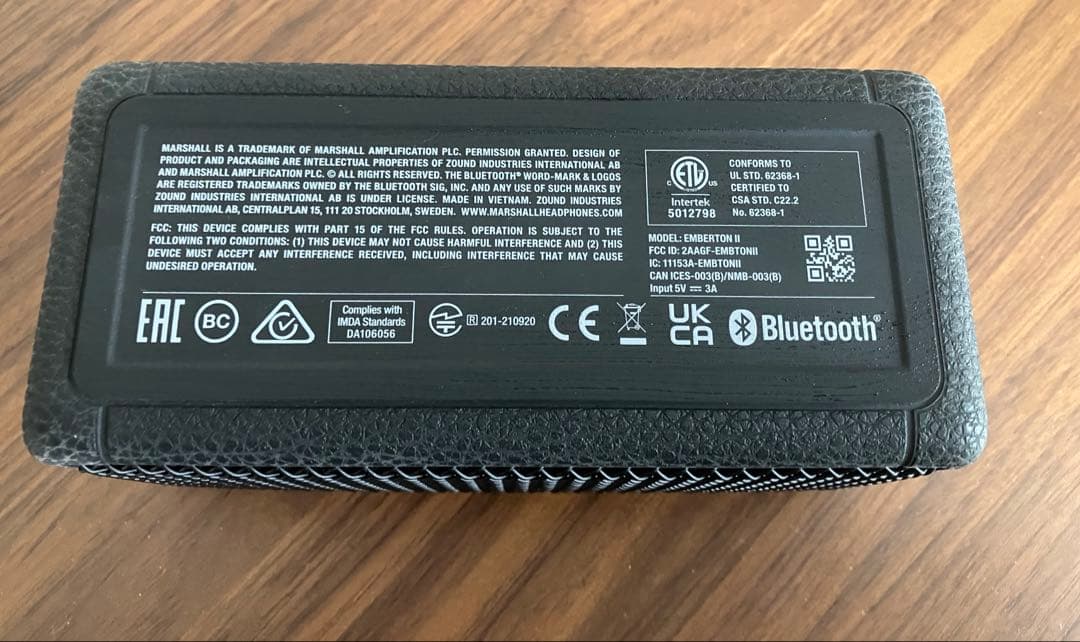 MARSHALL IS A TRADEMARK OF MARSHALL AMPLIFICATION PLC. PERMISSION GRANTED. DESIGN OF
PRODUCT AND PACKAGING ARE INTELLECTUAL PROPERTIES OF ZOUND INDUSTRIES INTERNATIONAL AB
AND MARSHALL AMPLIFICATION PLC. © ALL RIGHTS RESERVED. THE BLUETOOTH® WORD-MARK & LOGOS
ARE REGISTERED TRADEMARKS OWNED BY THE BLUETOOTH SIG, INC. AND ANY USE OF SUCH MARKS BY
ZOUND INDUSTRIES INTERNATIONAL AB IS UNDER LICENSE. MADE IN VIETNAM. ZOUND INDUSTRIES
INTERNATIONAL AB, CENTRALPLAN 15, 111 20 STOCKHOLM, SWEDEN. WWW.MARSHALLHEADPHONES.COM
FCC: THIS DEVICE COMPLIES WITH PART 15 OF THE FCC RULES. OPERATION IS SUBJECT TO THE
FOLLOWING TWO CONDITIONS: (1) THIS DEVICE MAY NOT CAUSE HARMFUL INTERFERENCE AND (2) THIS
DEVICE MUST ACCEPT ANY INTERFERENCE RECEIVED, INCLUDING INTERFERENCE THAT MAY CAUSE
UNDESIRED OPERATION.
C ETL US
Intertek
5012798
CONFORMS TO
UL STD. 62368-1
CERTIFIED TO
CSA STD. C22.2
No. 62368-1
MODEL: EMBERTON II
FCC ID: 2AAGF-EMBTONII
IC: 11153A-EMBTONII
CAN ICES-003(B)/NMB-003(B)
Input 5V ⎓ 3A
EAC
BC
Complies with
IMDA Standards
DA106056
R 201-210920
CE
UK
CA
Bluetooth®